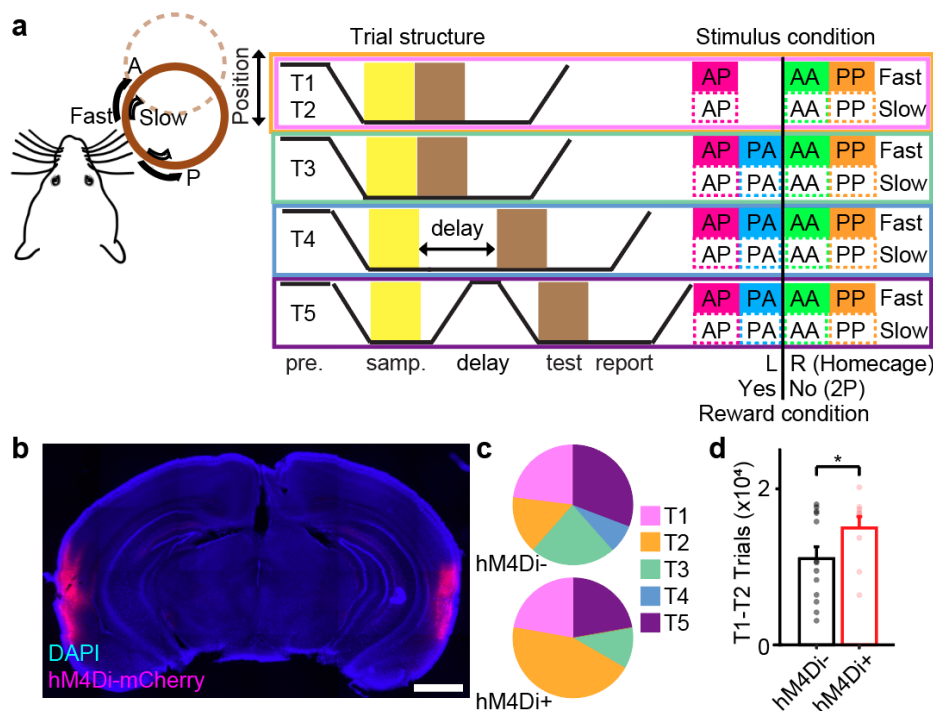 a
Trial structure
Stimulus condition
A
Fast
Slow
P
Position
T1
T2
AP
AA
PP
Fast
AP
AA
PP
Slow
T3
AP
PA
AA
PP
Fast
AP
PA
AA
PP
Slow
T4
delay
AP
PA
AA
PP
Fast
AP
PA
AA
PP
Slow
T5
AP
PA
AA
PP
Fast
AP
PA
AA
PP
Slow
pre.
samp.
delay
test
report
L
R (Homecage)
Yes
No (2P)
Reward condition
b
DAPI
hM4Di-mCherry
c
hM4Di-
hM4Di+
T1
T2
T3
T4
T5
d
*
T1-T2 Trials (x10⁴)
2
0
hM4Di-
hM4Di+